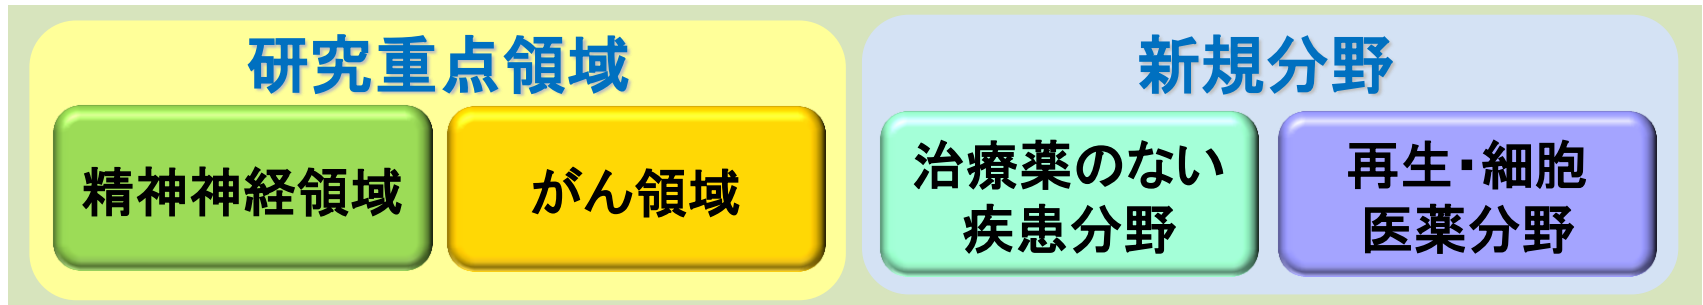 研究重点領域
精神神経領域
がん領域
新規分野
治療薬のない
疾患分野
再生・細胞
医薬分野